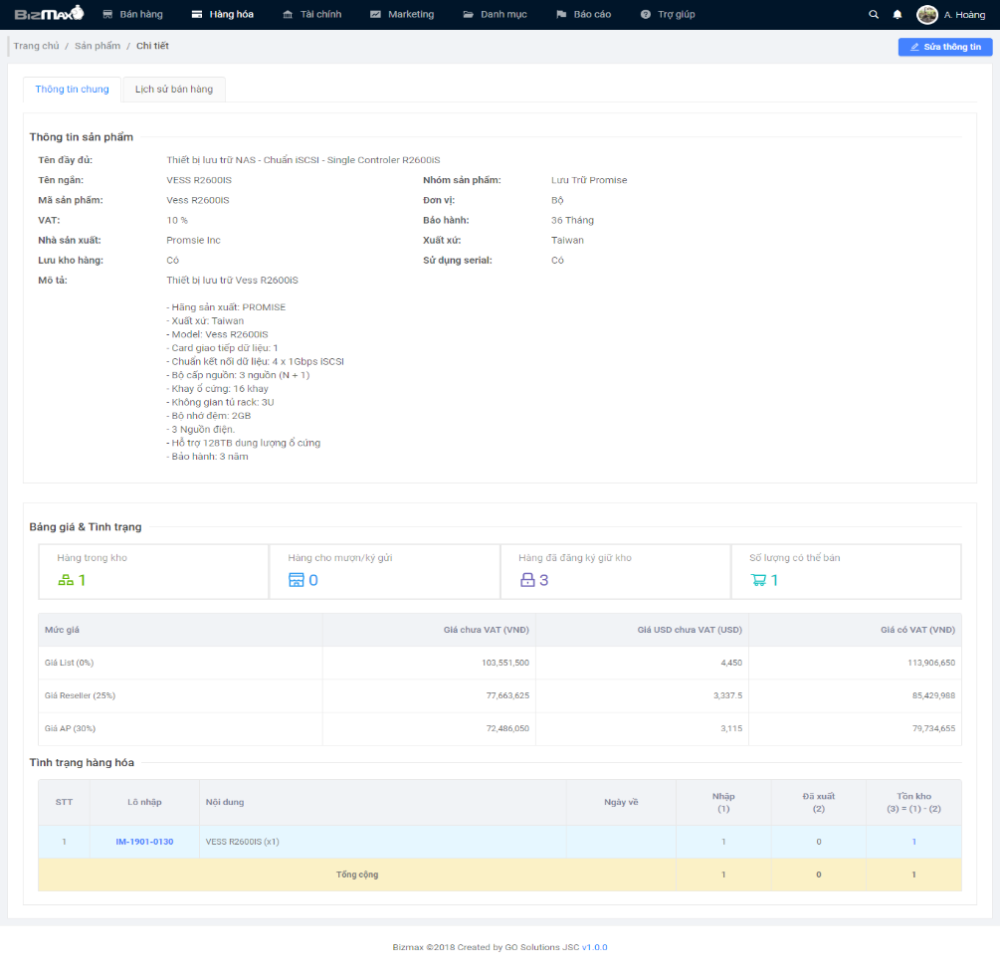 BIZMAX Bán hàng Hàng hóa Tài chính Marketing Danh mục Báo cáo Trợ giúp A. Hoàng
Trang chủ / Sản phẩm / Chi tiết Sửa thông tin
Thông tin chung Lịch sử bán hàng
Thông tin sản phẩm
Tên đầy đủ: Thiết bị lưu trữ NAS - Chuẩn iSCSI - Single Controler R2600iS
Tên ngắn: VESS R2600IS Nhóm sản phẩm: Lưu Trữ Promise
Mã sản phẩm: Vess R2600iS Đơn vị: Bộ
VAT: 10 % Bảo hành: 36 Tháng
Nhà sản xuất: Promsie Inc Xuất xứ: Taiwan
Lưu kho hàng: Có Sử dụng serial: Có
Mô tả: Thiết bị lưu trữ Vess R2600iS
- Hãng sản xuất: PROMISE
- Xuất xứ: Taiwan
- Model: Vess R2600iS
- Card giao tiếp dữ liệu: 1
- Chuẩn kết nối dữ liệu: 4 x 1Gbps iSCSI
- Bộ cấp nguồn: 3 nguồn (N + 1)
- Khay ổ cứng: 16 khay
- Không gian tủ rack: 3U
- Bộ nhớ đệm: 2GB
- 3 Nguồn điện.
- Hỗ trợ 128TB dung lượng ổ cứng
- Bảo hành: 3 năm
Bảng giá & Tình trạng
Hàng trong kho Hàng cho mượn/ký gửi Hàng đã đăng ký giữ kho Số lượng có thể bán
1 0 3 1
Mức giá Giá chưa VAT (VNĐ) Giá USD chưa VAT (USD) Giá có VAT (VNĐ)
Giá List (0%) 103,551,500 4,450 113,906,650
Giá Reseller (25%) 77,663,625 3,337.5 85,429,988
Giá AP (30%) 72,486,050 3,115 79,734,655
Tình trạng hàng hóa
STT Lô nhập Nội dung Ngày về Nhập (1) Đã xuất (2) Tồn kho (3) = (1) - (2)
1 IM-1901-0130 VESS R2600IS (x1) 1 0 1
Tổng cộng 1 0 1
Bizmax ©2018 Created by GO Solutions JSC v1.0.0